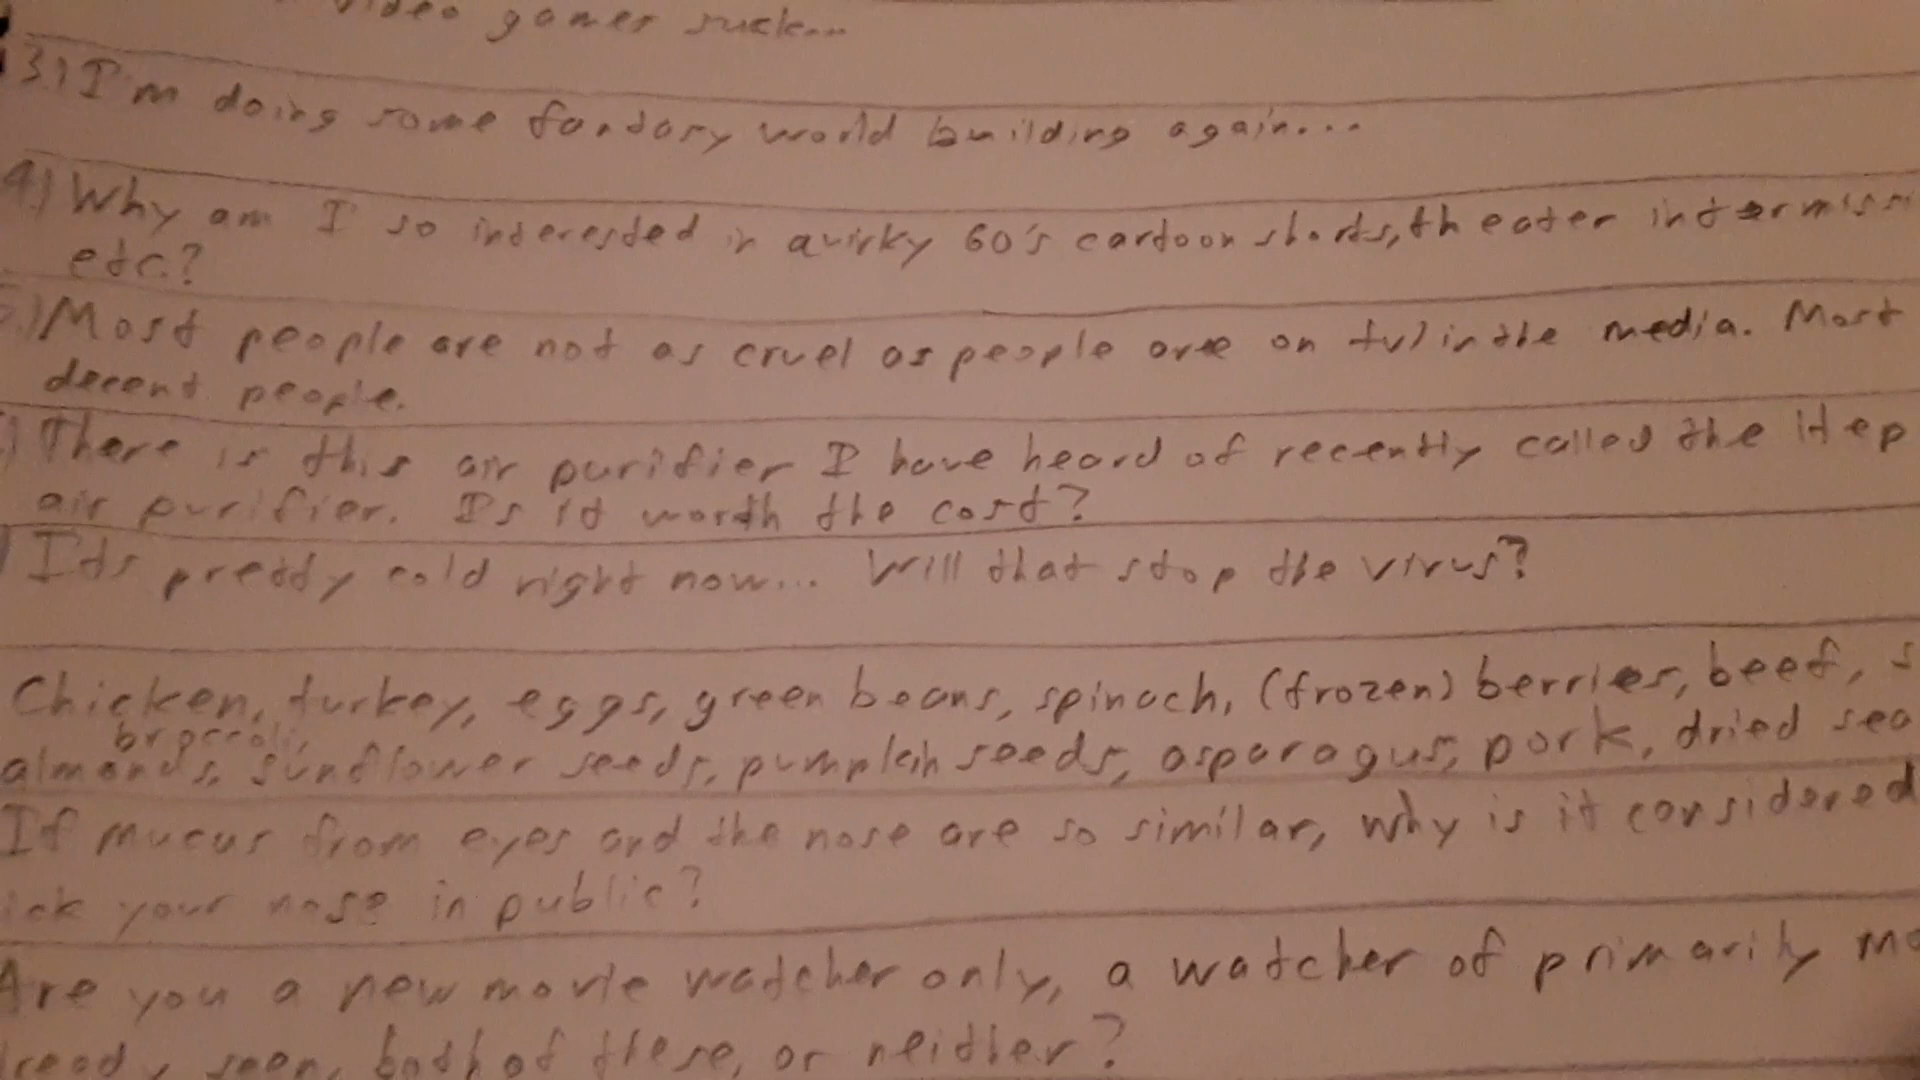 video games suck...
3.) I'm doing some fantasy world building again...
4.) Why am I so interested in quirky 60's cartoon shorts, theater intermissi
etc.?
.) Most people are not as cruel as people are on tv/in the media. Most
decent people.
.) There is this air purifier I have heard of recently called the Hep
air purifier. Is it worth the cost?
) It's pretty cold right now... Will that stop the virus?
Chicken, turkey, eggs, green beans, spinach, (frozen) berries, beef, s
broccoli,
almonds, sunflower seeds, pumpkin seeds, asparagus, pork, dried sea
If mucus from eyes and the nose are so similar, why is it considered
ick your nose in public?
Are you a new movie watcher only, a watcher of primarily mo
lready seen, both of these, or neither?